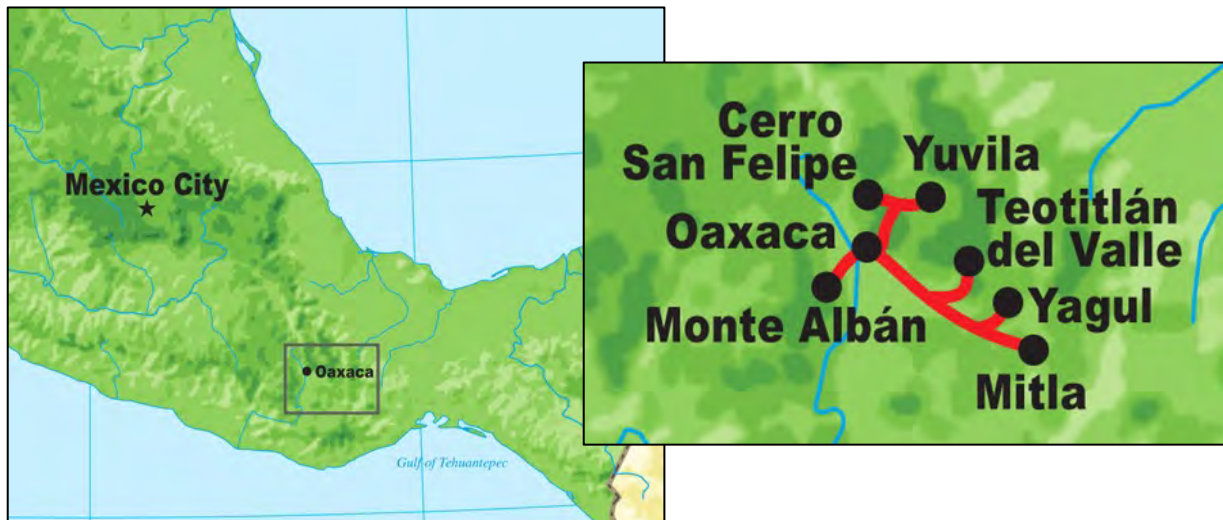 Mexico City
Oaxaca
Gulf of Tehuantepec
Cerro
San Felipe
Yuvila
Teotitlán
del Valle
Oaxaca
Yagul
Monte Albán
Mitla